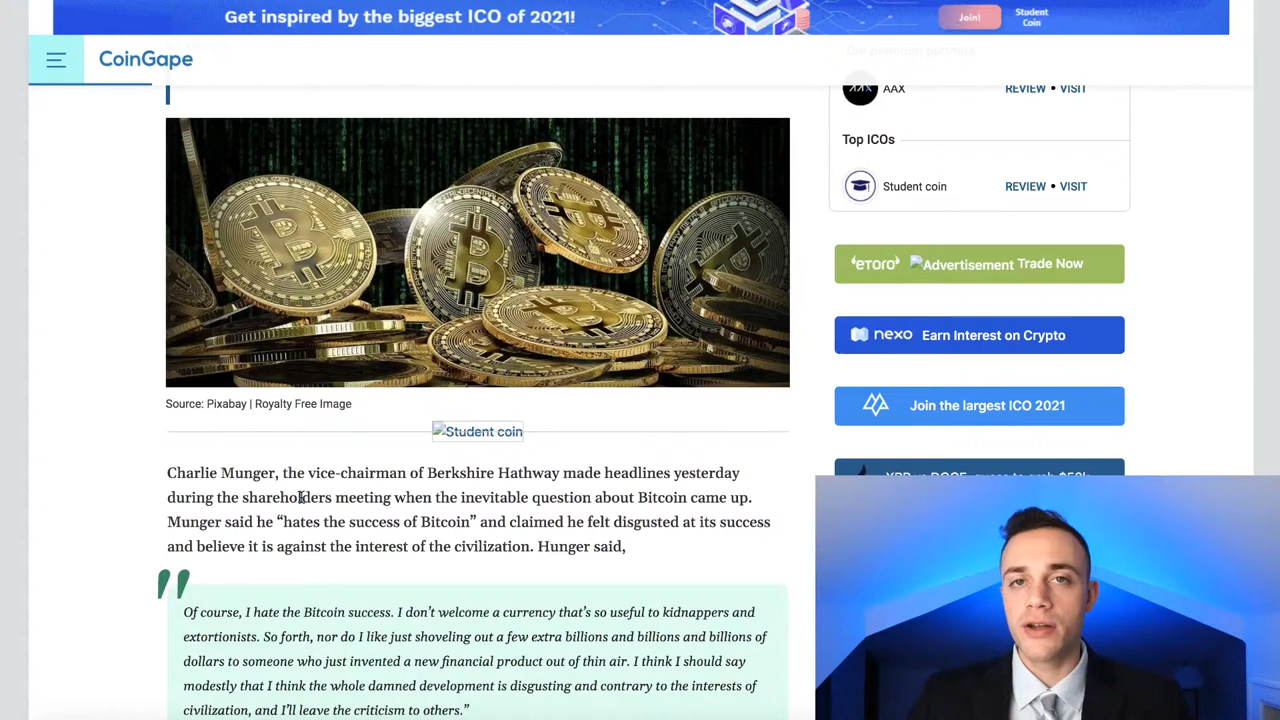 Get inspired by the biggest ICO of 2021!
Join!
Student
Coin
CoinGape
AAX
REVIEW • VISIT
Top ICOs
Student coin
REVIEW • VISIT
eTORO Advertisement Trade Now
nexo Earn Interest on Crypto
Join the largest ICO 2021
Source: Pixabay | Royalty Free Image
Student coin
Charlie Munger, the vice-chairman of Berkshire Hathway made headlines yesterday
during the shareholders meeting when the inevitable question about Bitcoin came up.
Munger said he “hates the success of Bitcoin” and claimed he felt disgusted at its success
and believe it is against the interest of the civilization. Hunger said,
Of course, I hate the Bitcoin success. I don’t welcome a currency that’s so useful to kidnappers and
extortionists. So forth, nor do I like just shoveling out a few extra billions and billions and billions of
dollars to someone who just invented a new financial product out of thin air. I think I should say
modestly that I think the whole damned development is disgusting and contrary to the interests of
civilization, and I’ll leave the criticism to others.”